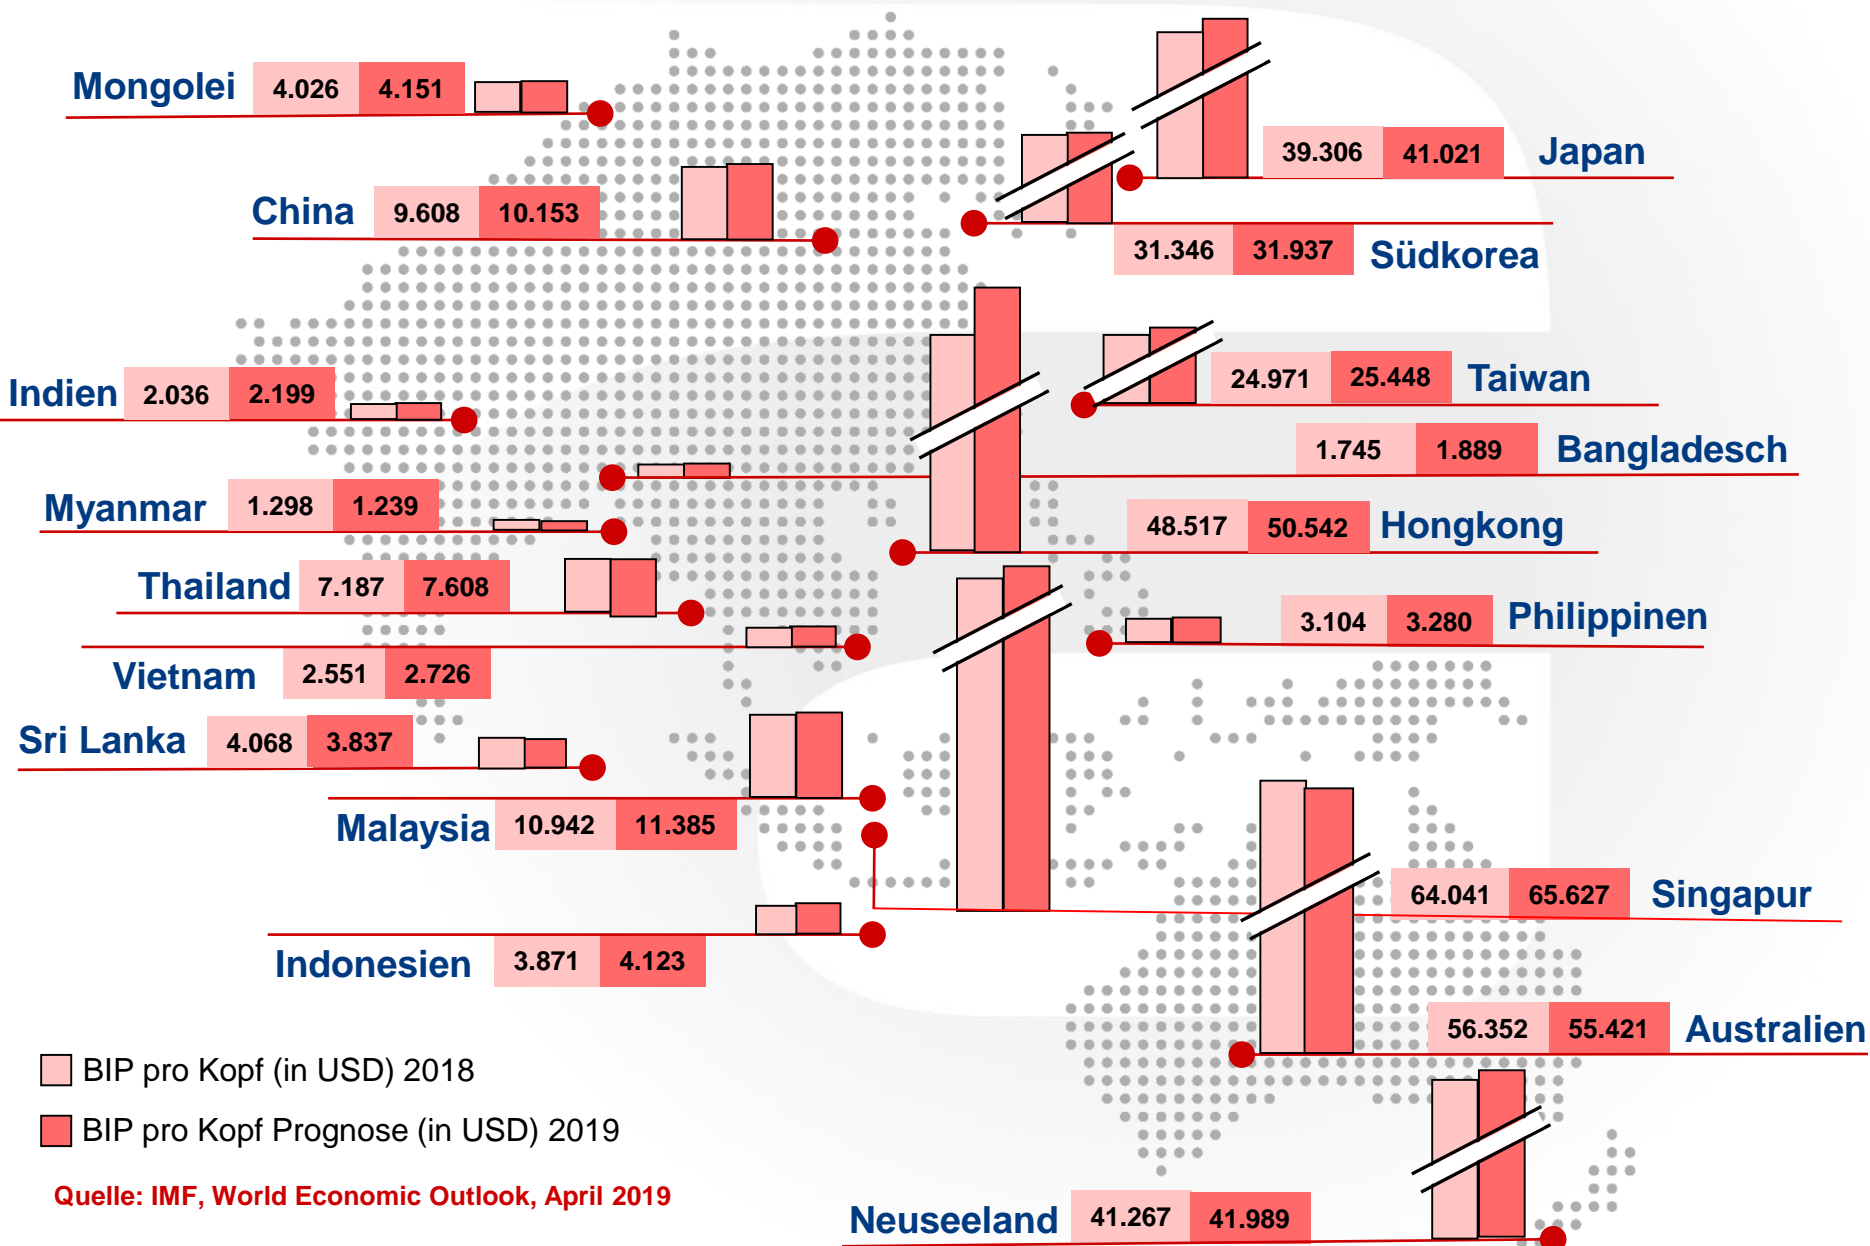 Mongolei 4.026 4.151
39.306 41.021 Japan
China 9.608 10.153
31.346 31.937 Südkorea
Indien 2.036 2.199
24.971 25.448 Taiwan
1.745 1.889 Bangladesch
Myanmar 1.298 1.239
48.517 50.542 Hongkong
Thailand 7.187 7.608
3.104 3.280 Philippinen
Vietnam 2.551 2.726
Sri Lanka 4.068 3.837
Malaysia 10.942 11.385
64.041 65.627 Singapur
Indonesien 3.871 4.123
56.352 55.421 Australien
BIP pro Kopf (in USD) 2018
BIP pro Kopf Prognose (in USD) 2019
Quelle: IMF, World Economic Outlook, April 2019
Neuseeland 41.267 41.989